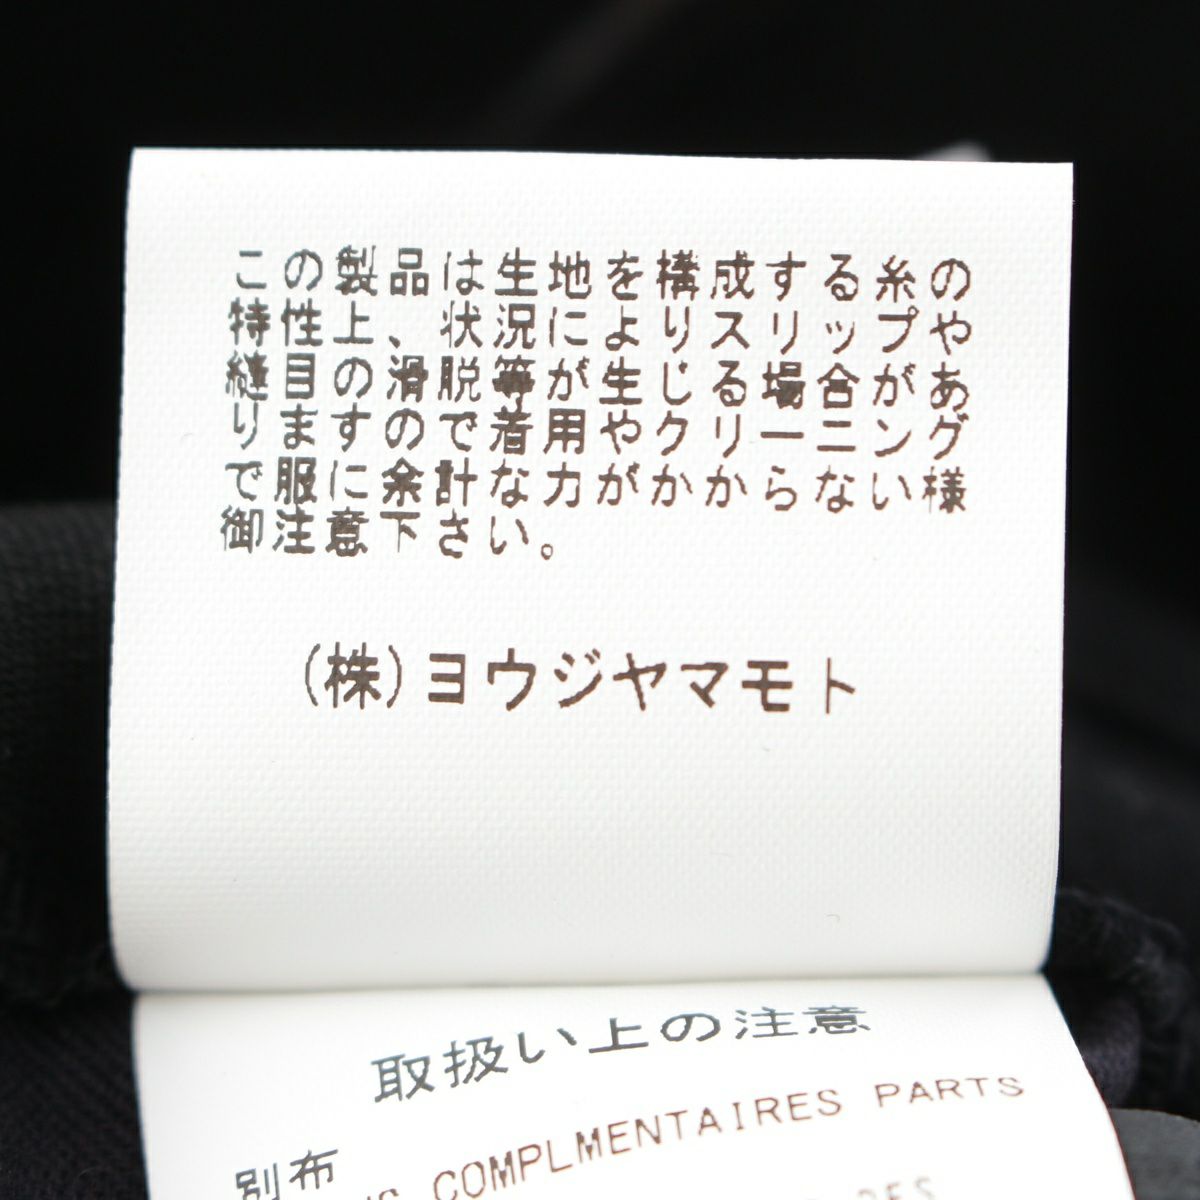 この製品は生地を構成する糸の
特性上、状況によりスリップや
縫目の滑脱等が生じる場合があ
ります。着用やクリーニング
で服に余計な力がかからない様
御注意下さい。
(株)ヨウジヤマモト
取扱い上の注意
COMPLMENTAIRES PARTS
別布